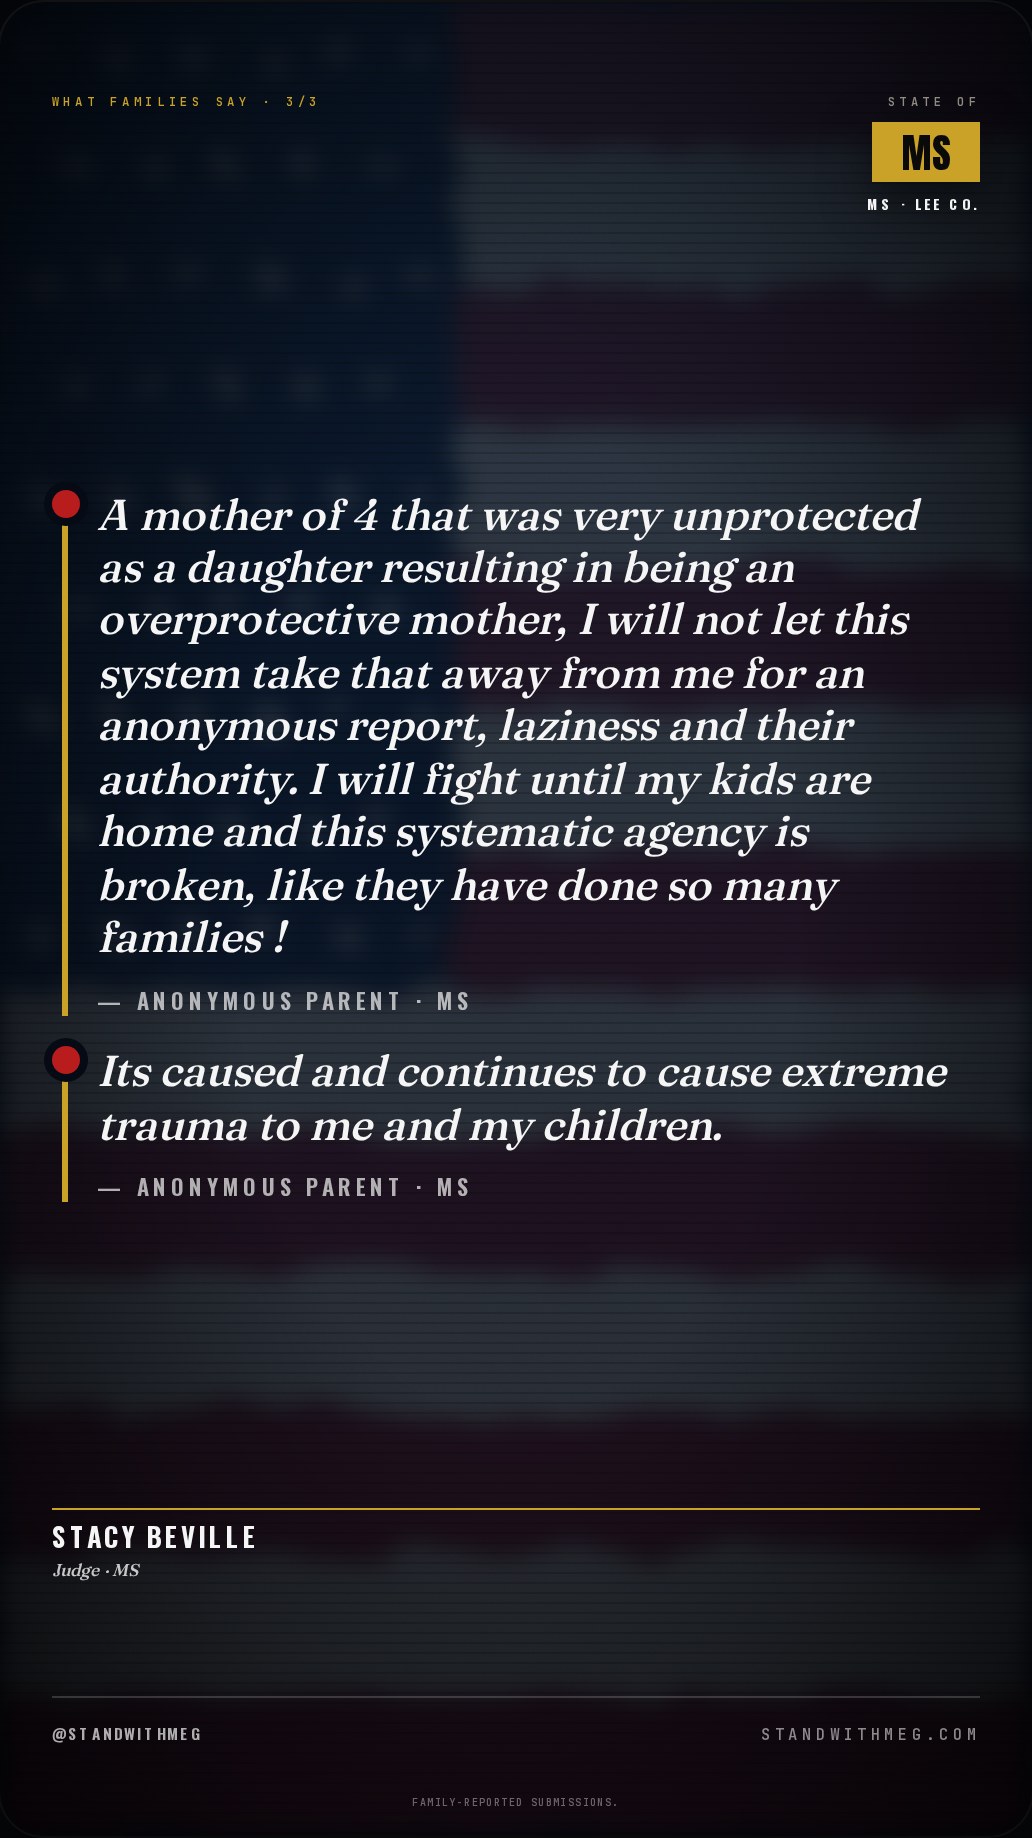 WHAT FAMILIES SAY · 3/3
STATE OF
MS
MS · LEE CO.
A mother of 4 that was very unprotected
as a daughter resulting in being an
overprotective mother, I will not let this
system take that away from me for an
anonymous report, laziness and their
authority. I will fight until my kids are
home and this systematic agency is
broken, like they have done so many
families !
— ANONYMOUS PARENT · MS
Its caused and continues to cause extreme
trauma to me and my children.
— ANONYMOUS PARENT · MS
STACY BEVILLE
Judge · MS
@STANDWITHMEG
STANDWITHMEG.COM
FAMILY-REPORTED SUBMISSIONS.